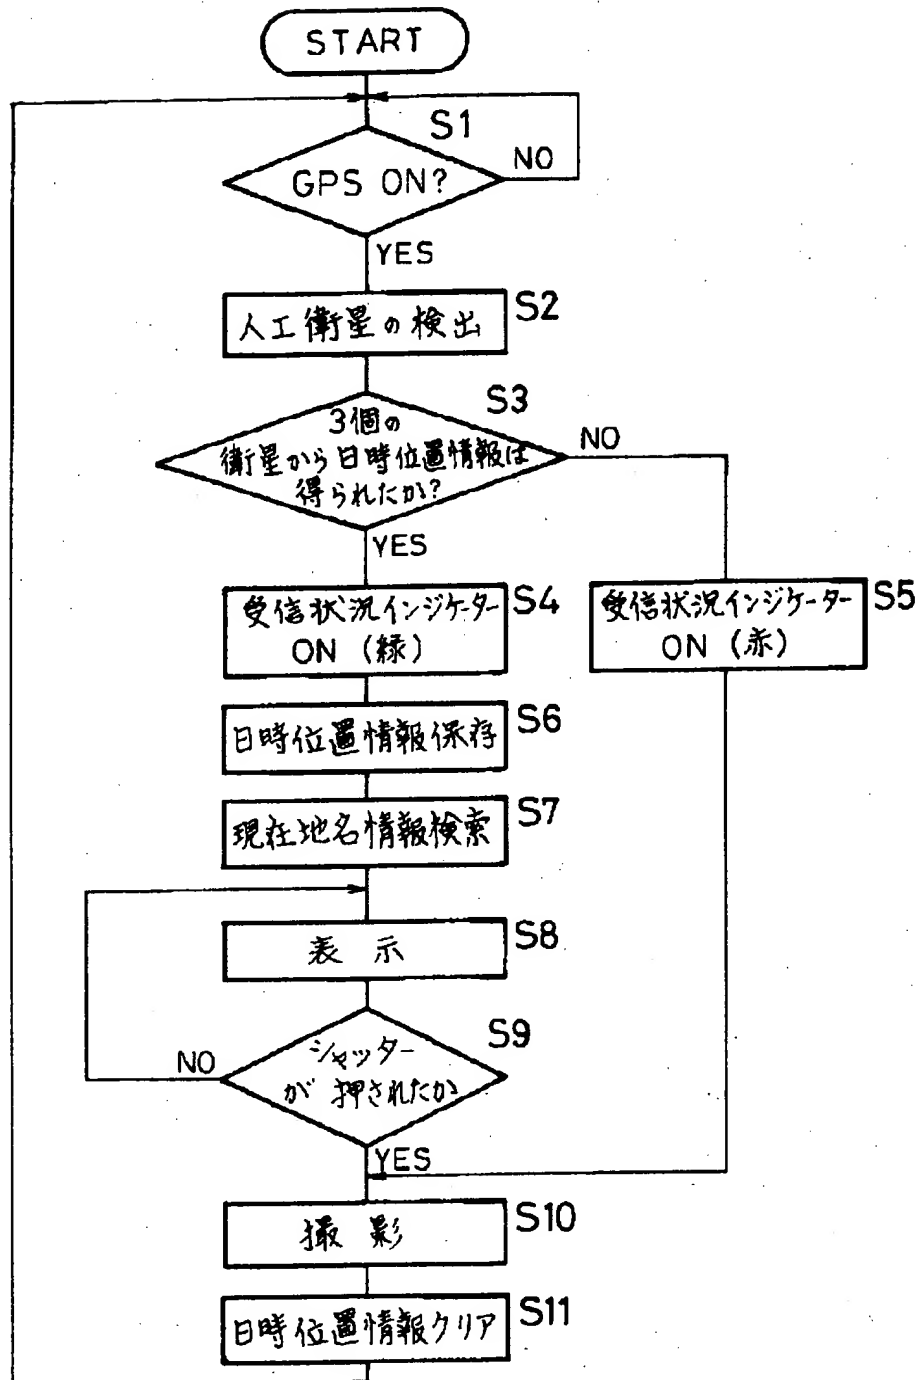 START
S1
GPS ON?
NO
YES
人工衛星の検出
S2
S3
3個の
衛星から日時位置情報は
得られたか?
NO
YES
受信状況インジケーター
ON (緑)
S4
受信状況インジケーター
ON (赤)
S5
日時位置情報保存
S6
現在地名情報検索
S7
表 示
S8
S9
シャッター
が 押されたか
NO
YES
撮 影
S10
日時位置情報クリア
S11